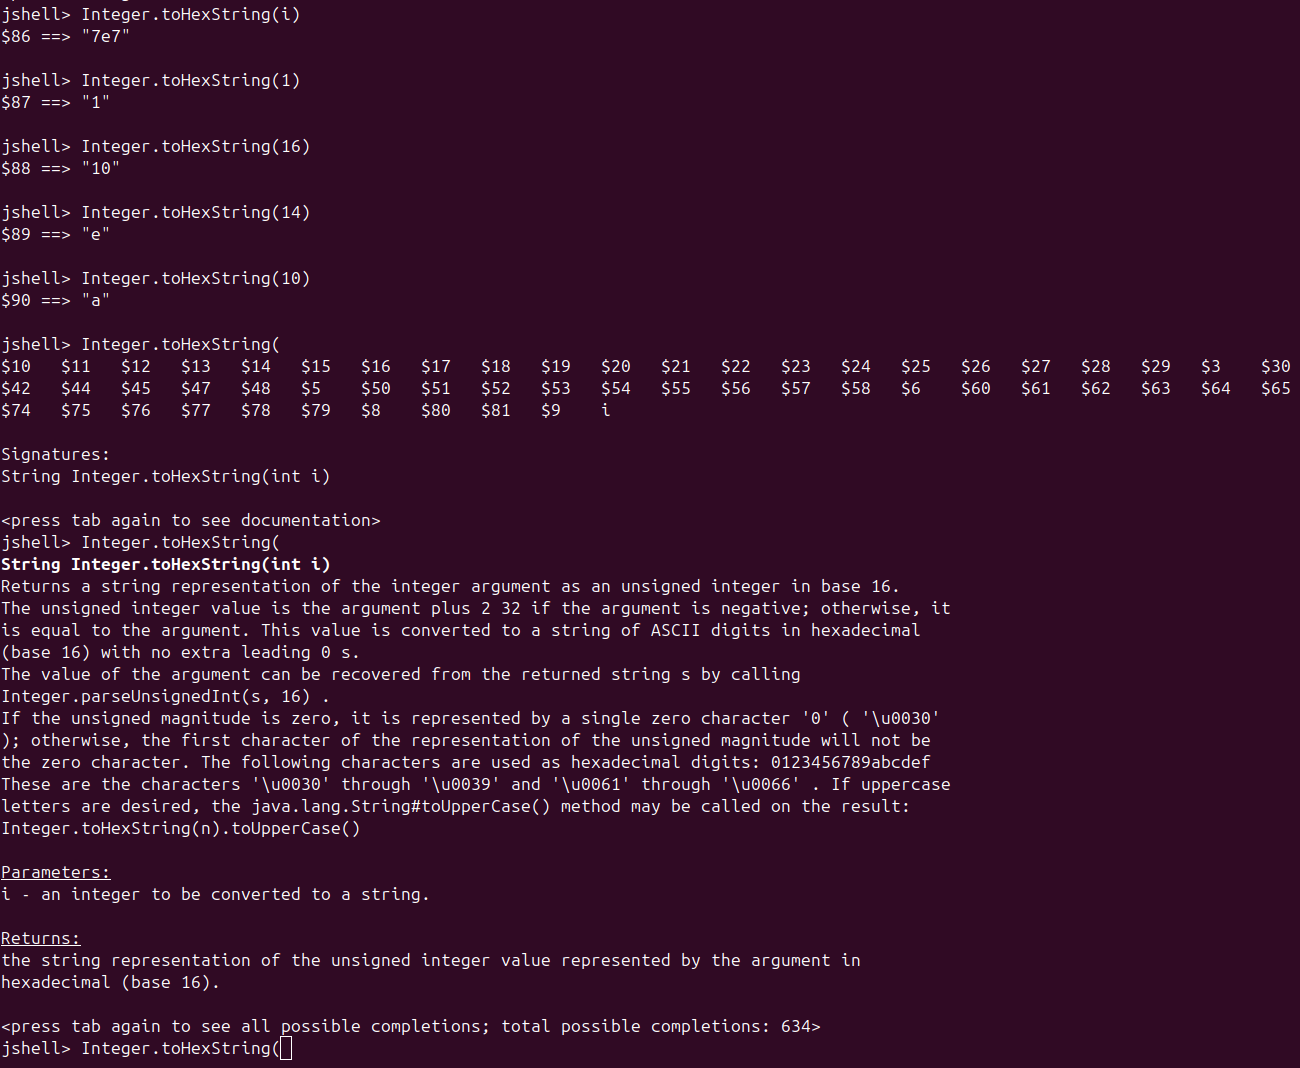 jshell> Integer.toHexString(i)
$86 ==> "7e7"
jshell> Integer.toHexString(1)
$87 ==> "1"
jshell> Integer.toHexString(16)
$88 ==> "10"
jshell> Integer.toHexString(14)
$89 ==> "e"
jshell> Integer.toHexString(10)
$90 ==> "a"
jshell> Integer.toHexString(
$10   $11   $12   $13   $14   $15   $16   $17   $18   $19   $20   $21   $22   $23   $24   $25   $26   $27   $28   $29   $3    $30
$42   $44   $45   $47   $48   $5    $50   $51   $52   $53   $54   $55   $56   $57   $58   $6    $60   $61   $62   $63   $64   $65
$74   $75   $76   $77   $78   $79   $8    $80   $81   $9    i
Signatures:
String Integer.toHexString(int i)
<press tab again to see documentation>
jshell> Integer.toHexString(
String Integer.toHexString(int i)
Returns a string representation of the integer argument as an unsigned integer in base 16.
The unsigned integer value is the argument plus 2 32 if the argument is negative; otherwise, it
is equal to the argument. This value is converted to a string of ASCII digits in hexadecimal
(base 16) with no extra leading 0 s.
The value of the argument can be recovered from the returned string s by calling
Integer.parseUnsignedInt(s, 16) .
If the unsigned magnitude is zero, it is represented by a single zero character '0' ( '\u0030'
); otherwise, the first character of the representation of the unsigned magnitude will not be
the zero character. The following characters are used as hexadecimal digits: 0123456789abcdef
These are the characters '\u0030' through '\u0039' and '\u0061' through '\u0066' . If uppercase
letters are desired, the java.lang.String#toUpperCase() method may be called on the result:
Integer.toHexString(n).toUpperCase()
Parameters:
i - an integer to be converted to a string.
Returns:
the string representation of the unsigned integer value represented by the argument in
hexadecimal (base 16).
<press tab again to see all possible completions; total possible completions: 634>
jshell> Integer.toHexString(